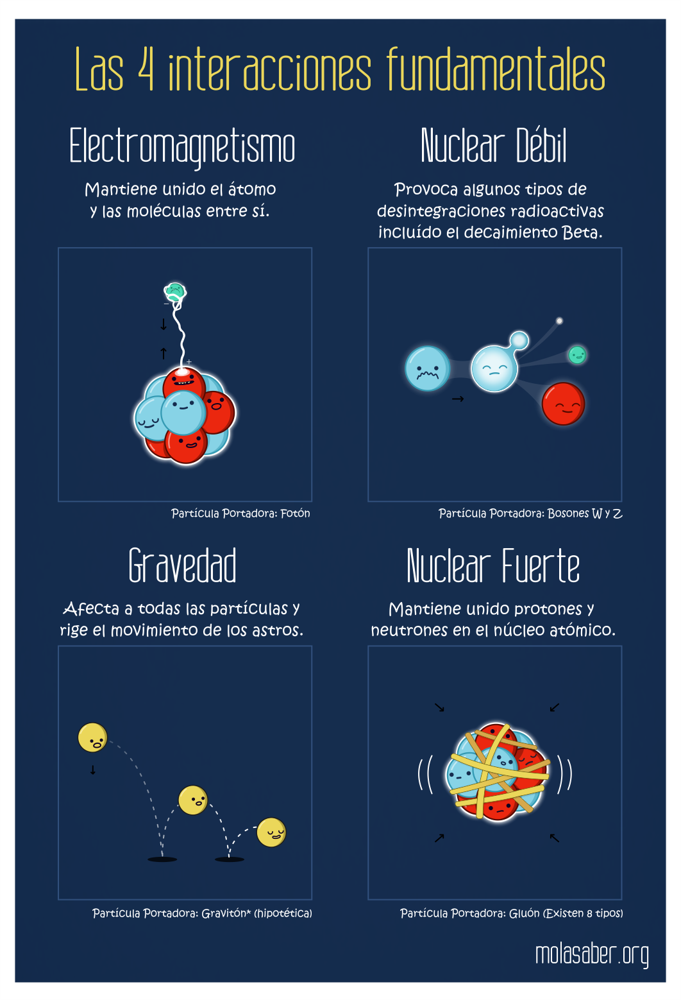 Las 4 interacciones fundamentales
Electromagnetismo
Mantiene unido el átomo
y las moléculas entre sí.
-
+
Partícula Portadora: Fotón
Nuclear Débil
Provoca algunos tipos de
desintegraciones radioactivas
incluído el decaimiento Beta.
Partícula Portadora: Bosones W y Z
Gravedad
Afecta a todas las partículas y
rige el movimiento de los astros.
Partícula Portadora: Gravitón* (hipotética)
Nuclear Fuerte
Mantiene unido protones y
neutrones en el núcleo atómico.
Partícula Portadora: Gluón (Existen 8 tipos)
molasaber.org